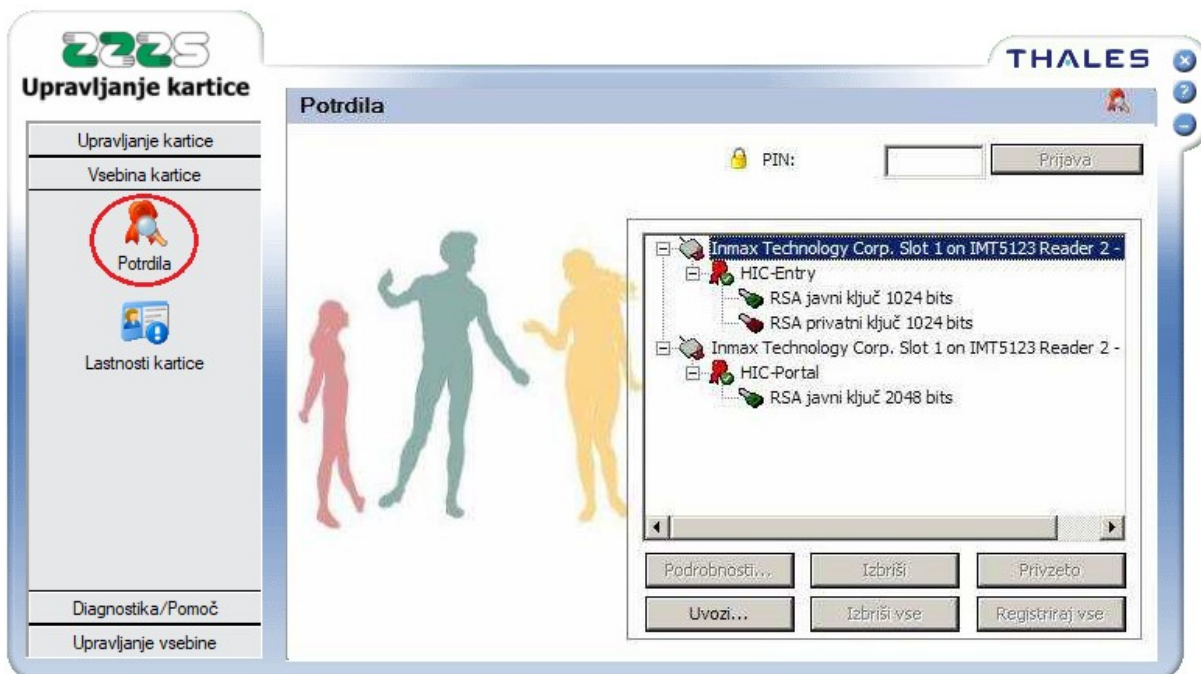 ZZZS
Upravljanje kartice
THALES
Potrdila
Upravljanje kartice
Vsebina kartice
Potrdila
Lastnosti kartice
Diagnostika/Pomoč
Upravljanje vsebine
PIN:
Prijava
Inmax Technology Corp. Slot 1 on IMT5123 Reader 2 -
HIC-Entry
RSA javni ključ 1024 bits
RSA privatni ključ 1024 bits
Inmax Technology Corp. Slot 1 on IMT5123 Reader 2 -
HIC-Portal
RSA javni ključ 2048 bits
Podrobnosti... Izbriši Privzeto
Uvozi... Izbriši vse Registriraj vse